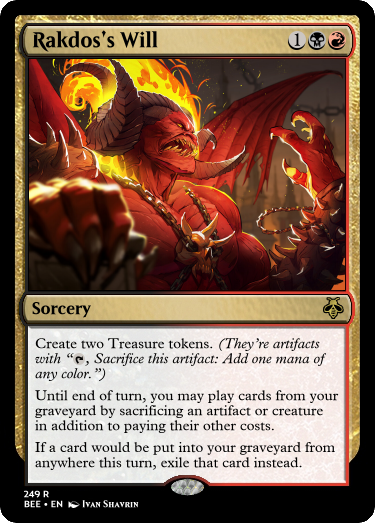 Rakdos's Will 1
Sorcery
Create two Treasure tokens. (They're artifacts
with “, Sacrifice this artifact: Add one mana of
any color.”)
Until end of turn, you may play cards from your
graveyard by sacrificing an artifact or creature
in addition to paying their other costs.
If a card would be put into your graveyard from
anywhere this turn, exile that card instead.
249 R
BEE • EN Ivan Shavrin